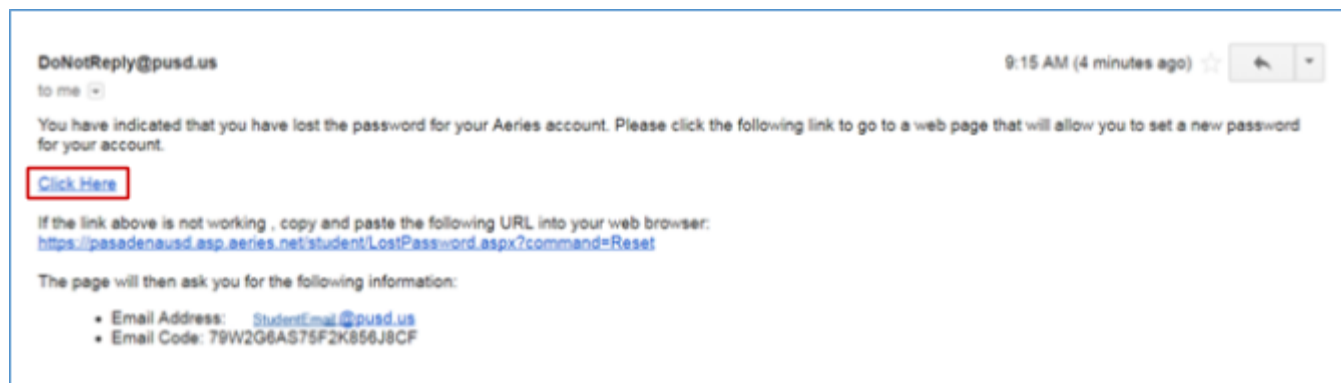 DoNotReply@pusd.us
9:15 AM (4 minutes ago)
to me
You have indicated that you have lost the password for your Aeries account. Please click the following link to go to a web page that will allow you to set a new password
for your account.
Click Here
If the link above is not working , copy and paste the following URL into your web browser:
https://pasadenausd.asp.aeries.net/student/LostPassword.aspx?command=Reset
The page will then ask you for the following information:
• Email Address: StudentEmail@pusd.us
• Email Code: 79W2G6AS75F2K856J8CF